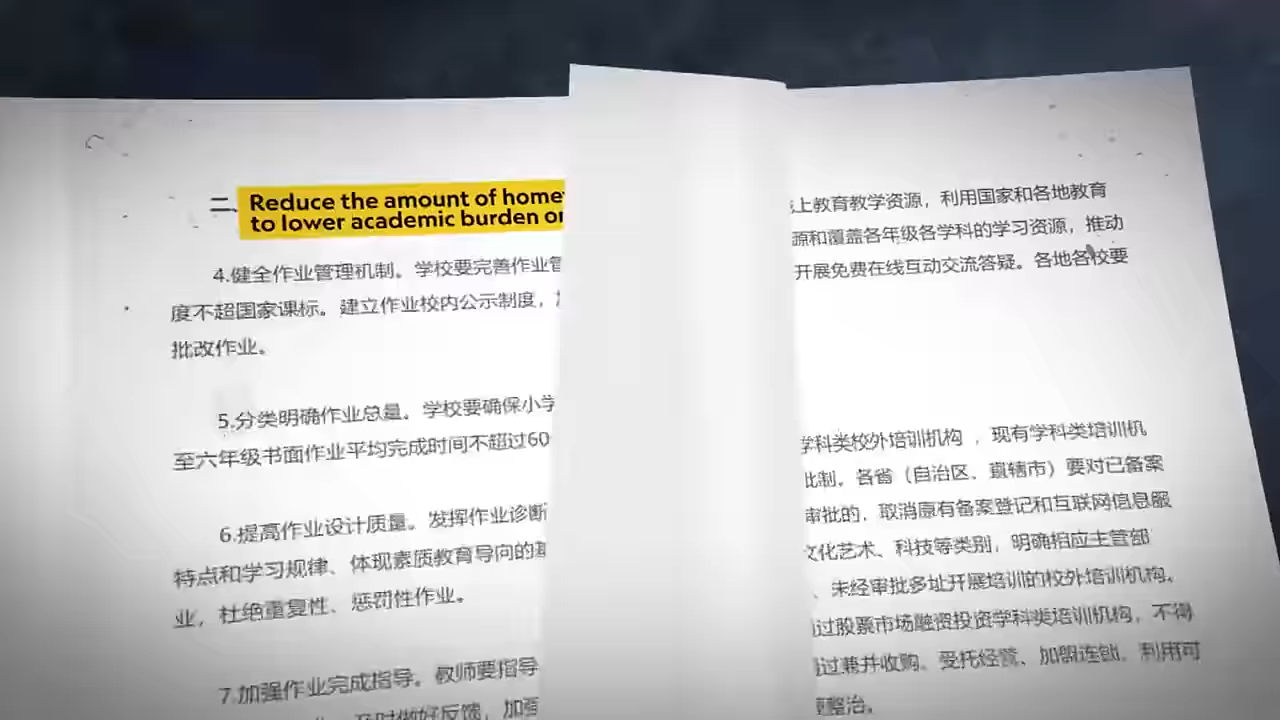 二、
Reduce the amount of home
to lower academic burden or
4.健全作业管理机制。学校要完善作业管
度不超国家课标。建立作业校内公示制度，
批改作业。
5.分类明确作业总量。学校要确保小学
至六年级书面作业平均完成时间不超过60
6.提高作业设计质量。发挥作业诊断
特点和学习规律、体现素质教育导向的基
业，杜绝重复性、惩罚性作业。
7.加强作业完成指导。教师要指导
及时做好反馈，加强
上教育教学资源，利用国家和各地教育
源和覆盖各年级各学科的学习资源，推动
开展免费在线互动交流答疑。各地各校要
学科类校外培训机构，现有学科类培训机
批制。各省（自治区、直辖市）要对已备案
审批的，取消原有备案登记和互联网信息服
文化艺术、科技等类别，明确相应主管部
、未经审批多址开展培训的校外培训机构。
过股票市场融资投资学科类培训机构，不得
过兼并收购、受托经营、加盟连锁、利用可
整治。